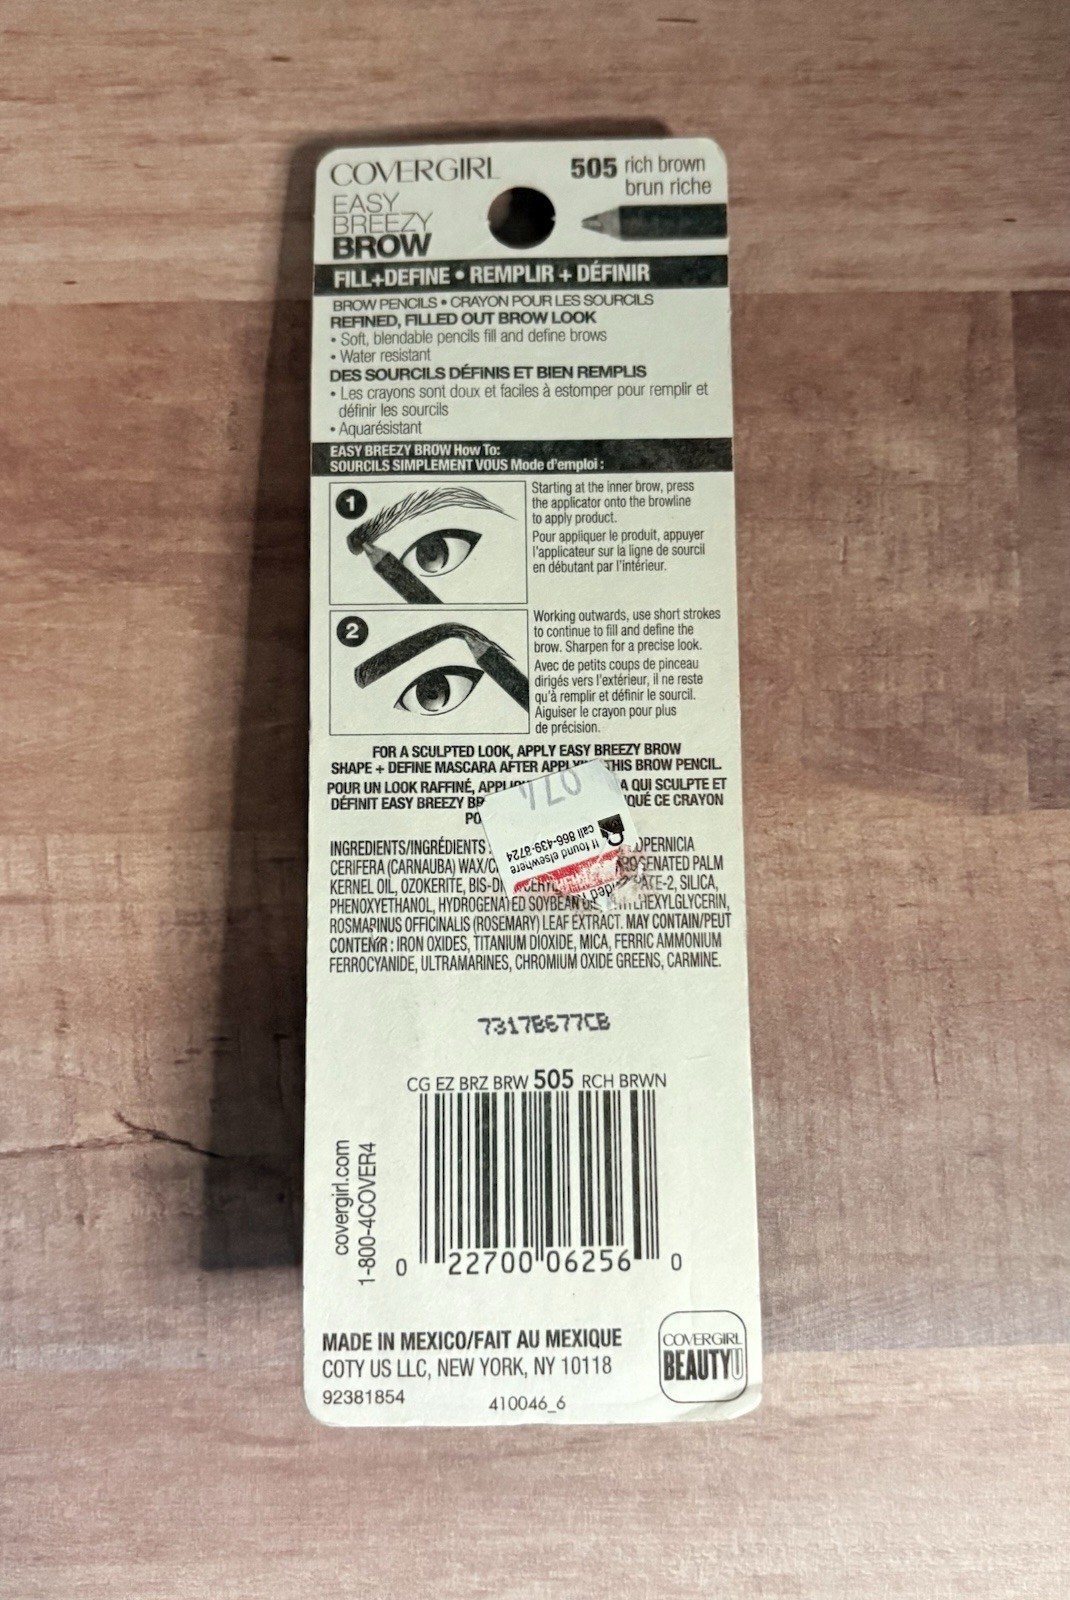 COVERGIRL
505 rich brown
brun riche
EASY
BREEZY
BROW
FILL+DEFINE • REMPLIR + DÉFINIR
BROW PENCILS • CRAYON POUR LES SOURCILS
REFINED, FILLED OUT BROW LOOK
• Soft, blendable pencils fill and define brows
• Water resistant
DES SOURCILS DÉFINIS ET BIEN REMPLIS
• Les crayons sont doux et faciles à estomper pour remplir et
définir les sourcils
• Aquarésistant
EASY BREEZY BROW How To:
SOURCILS SIMPLEMENT VOUS Mode d'emploi :
1
Starting at the inner brow, press
the applicator onto the browline
to apply product.
Pour appliquer le produit, appuyer
l'applicateur sur la ligne de sourcil
en débutant par l'intérieur.
2
Working outwards, use short strokes
to continue to fill and define the
brow. Sharpen for a precise look.
Avec de petits coups de pinceau
dirigés vers l'extérieur, il ne reste
qu'à remplir et définir le sourcil.
Aiguiser le crayon pour plus
de précision.
FOR A SCULPTED LOOK, APPLY EASY BREEZY BROW
SHAPE + DEFINE MASCARA AFTER THIS BROW PENCIL.
POUR UN LOOK RAFFINÉ, A QUI SCULPTE ET
DÉFINIT EASY BREEZY CE CRAYON
If found elsewhere
call 866-439-8724
INGREDIENTS/INGRÉDIENTS
CERIFERA (CARNAUBA) PALM
KERNEL OIL, OZOKERITE, SILICA,
PHENOXYETHANOL, HYDROGENATED SOYBEAN
ROSMARINUS OFFICINALIS (ROSEMARY) LEAF EXTRACT. MAY CONTAIN/PEUT
CONTENIR : IRON OXIDES, TITANIUM DIOXIDE, MICA, FERRIC AMMONIUM
FERROCYANIDE, ULTRAMARINES, CHROMIUM OXIDE GREENS, CARMINE.
CG EZ BRZ BRW 505 RCH BRWN
covergirl.com
1-800-4COVER4
0 22700 06256 0
MADE IN MEXICO/FAIT AU MEXIQUE
COTY US LLC, NEW YORK, NY 10118
92381854
410046_6
COVERGIRL
BEAUTYU